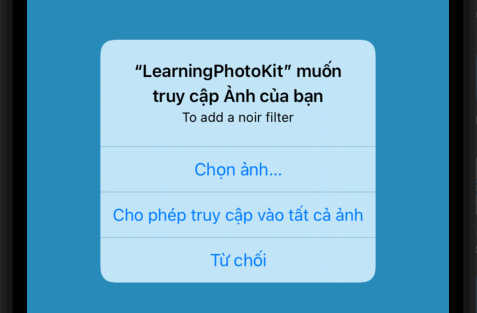 “LearningPhotoKit” muốn
truy cập Ảnh của bạn
To add a noir filter
Chọn ảnh...
Cho phép truy cập vào tất cả ảnh
Từ chối